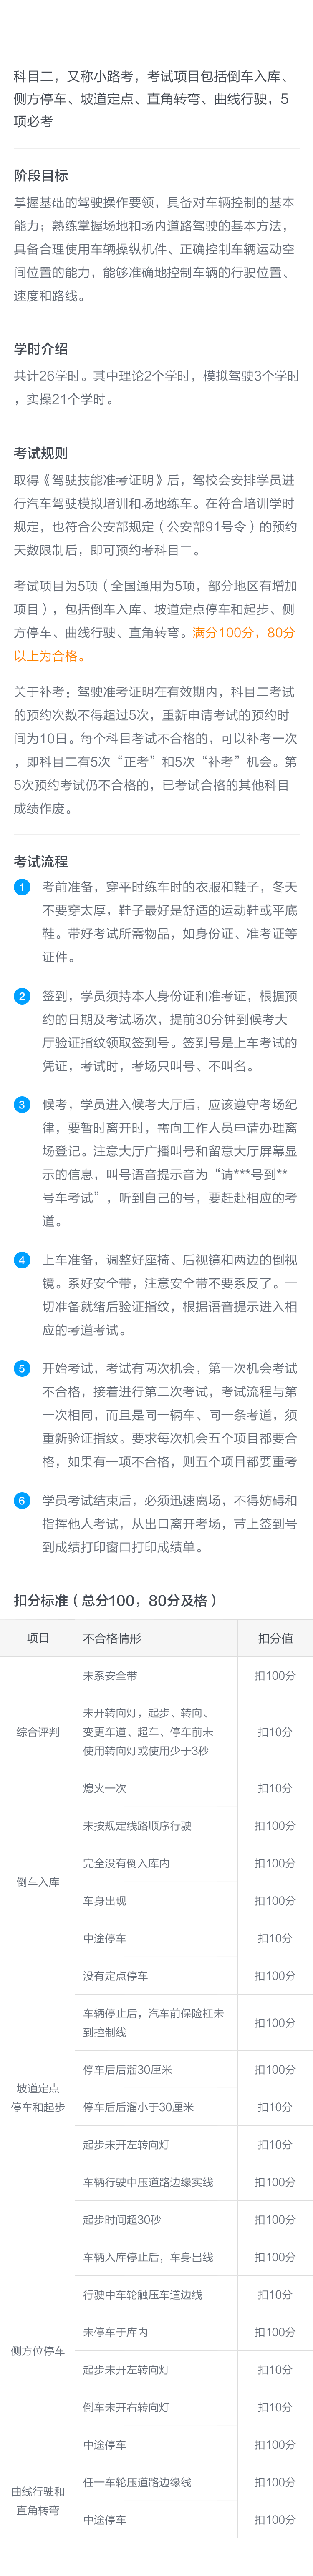 科目二，又称小路考，考试项目包括倒车入库、
侧方停车、坡道定点、直角转弯、曲线行驶，5
项必考
阶段目标
掌握基础的驾驶操作要领，具备对车辆控制的基本
能力；熟练掌握场地和场内道路驾驶的基本方法，
具备合理使用车辆操纵机件、正确控制车辆运动空
间位置的能力，能够准确地控制车辆的行驶位置、
速度和路线。
学时介绍
共计26学时。其中理论2个学时，模拟驾驶3个学时
，实操21个学时。
考试规则
取得《驾驶技能准考证明》后，驾校会安排学员进
行汽车驾驶模拟培训和场地练车。在符合培训学时
规定，也符合公安部规定（公安部91号令）的预约
天数限制后，即可预约考科目二。
考试项目为5项（全国通用为5项，部分地区有增加
项目），包括倒车入库、坡道定点停车和起步、侧
方停车、曲线行驶、直角转弯。满分100分，80分
以上为合格。
关于补考：驾驶准考证明在有效期内，科目二考试
的预约次数不得超过5次，重新申请考试的预约时
间为10日。每个科目考试不合格的，可以补考一次
，即科目二有5次“正考”和5次“补考”机会。第
5次预约考试仍不合格的，已考试合格的其他科目
成绩作废。
考试流程
1 考前准备，穿平时练车时的衣服和鞋子，冬天
不要穿太厚，鞋子最好是舒适的运动鞋或平底
鞋。带好考试所需物品，如身份证、准考证等
证件。
2 签到，学员须持本人身份证和准考证，根据预
约的日期及考试场次，提前30分钟到候考大
厅验证指纹领取签到号。签到号是上车考试的
凭证，考试时，考场只叫号、不叫名。
3 候考，学员进入候考大厅后，应该遵守考场纪
律，要暂时离开时，需向工作人员申请办理离
场登记。注意大厅广播叫号和留意大厅屏幕显
示的信息，叫号语音提示音为“请***号到**
号车考试”，听到自己的号，要赶赴相应的考
道。
4 上车准备，调整好座椅、后视镜和两边的倒视
镜。系好安全带，注意安全带不要系反了。一
切准备就绪后验证指纹，根据语音提示进入相
应的考道考试。
5 开始考试，考试有两次机会，第一次机会考试
不合格，接着进行第二次考试，考试流程与第
一次相同，而且是同一辆车、同一条考道，须
重新验证指纹。要求每次机会五个项目都要合
格，如果有一项不合格，则五个项目都要重考
6 学员考试结束后，必须迅速离场，不得妨碍和
指挥他人考试，从出口离开考场，带上签到号
到成绩打印窗口打印成绩单。
扣分标准（总分100，80分及格）
项目 不合格情形 扣分值
综合评判
未系安全带 扣100分
未开转向灯，起步、转向、
变更车道、超车、停车前未
使用转向灯或使用少于3秒 扣10分
熄火一次 扣10分
倒车入库
未按规定线路顺序行驶 扣100分
完全没有倒入库内 扣100分
车身出现 扣100分
中途停车 扣10分
坡道定点
停车和起步
没有定点停车 扣100分
车辆停止后，汽车前保险杠未
到控制线 扣100分
停车后后溜30厘米 扣100分
停车后后溜小于30厘米 扣10分
起步未开左转向灯 扣10分
车辆行驶中压道路边缘实线 扣100分
起步时间超30秒 扣100分
侧方位停车
车辆入库停止后，车身出线 扣100分
行驶中车轮触压车道边线 扣10分
未停车于库内 扣100分
起步未开左转向灯 扣10分
倒车未开右转向灯 扣10分
中途停车 扣100分
曲线行驶和
直角转弯
任一车轮压道路边缘线 扣100分
中途停车 扣100分